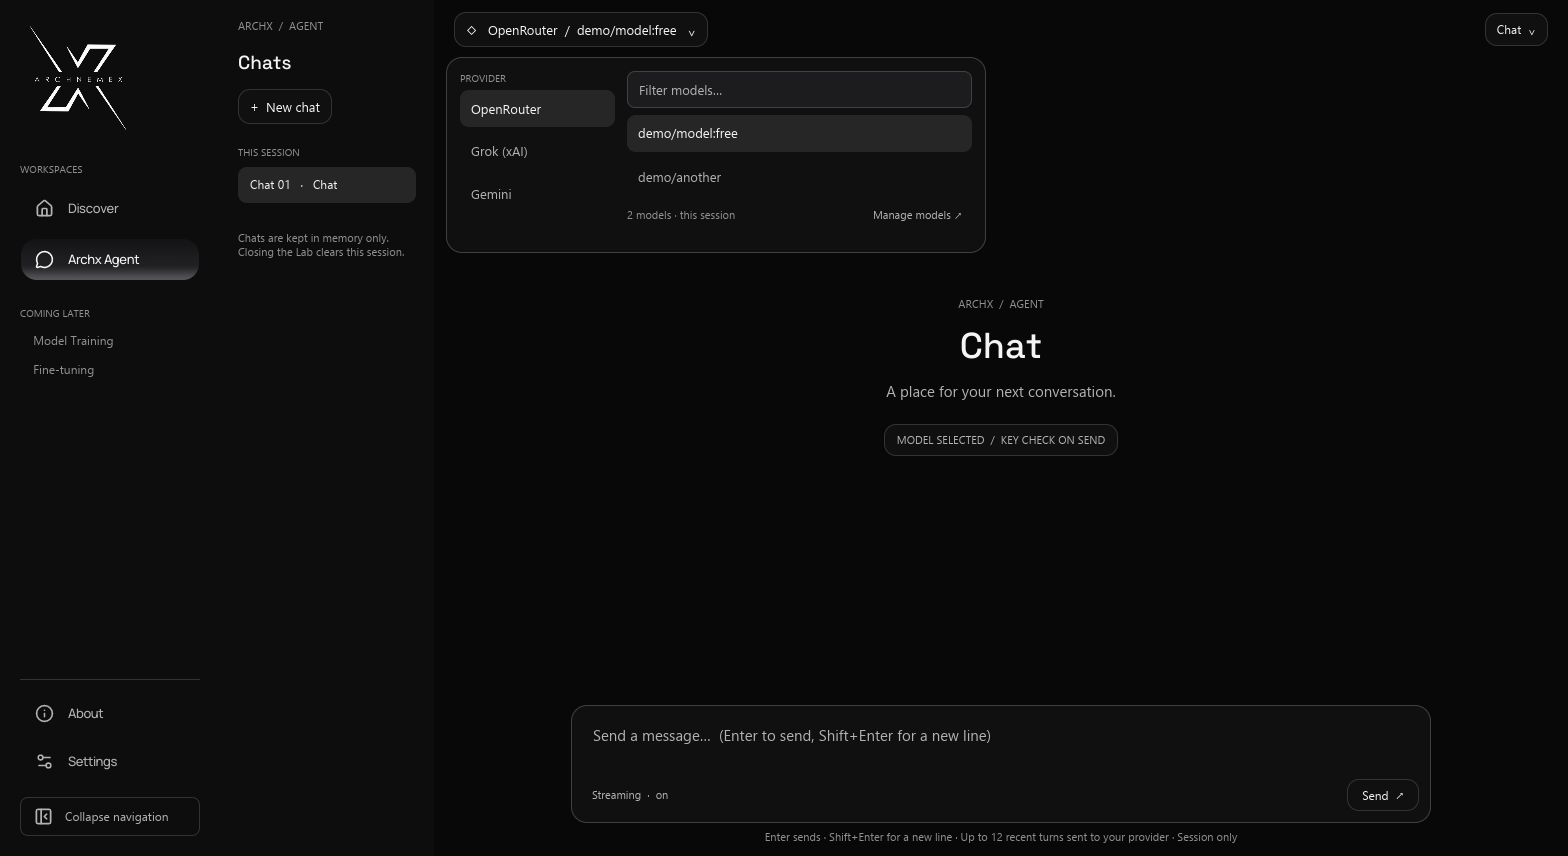 ARCHNEMEX
WORKSPACES
Discover
Archx Agent
COMING LATER
Model Training
Fine-tuning
About
Settings
Collapse navigation
ARCHX / AGENT
Chats
+ New chat
THIS SESSION
Chat 01 · Chat
Chats are kept in memory only.
Closing the Lab clears this session.
◇ OpenRouter / demo/model:free ˅
Chat ˅
PROVIDER
OpenRouter
Grok (xAI)
Gemini
Filter models...
demo/model:free
demo/another
2 models · this session
Manage models ↗
ARCHX / AGENT
Chat
A place for your next conversation.
MODEL SELECTED / KEY CHECK ON SEND
Send a message... (Enter to send, Shift+Enter for a new line)
Streaming · on
Send ↗
Enter sends · Shift+Enter for a new line · Up to 12 recent turns sent to your provider · Session only